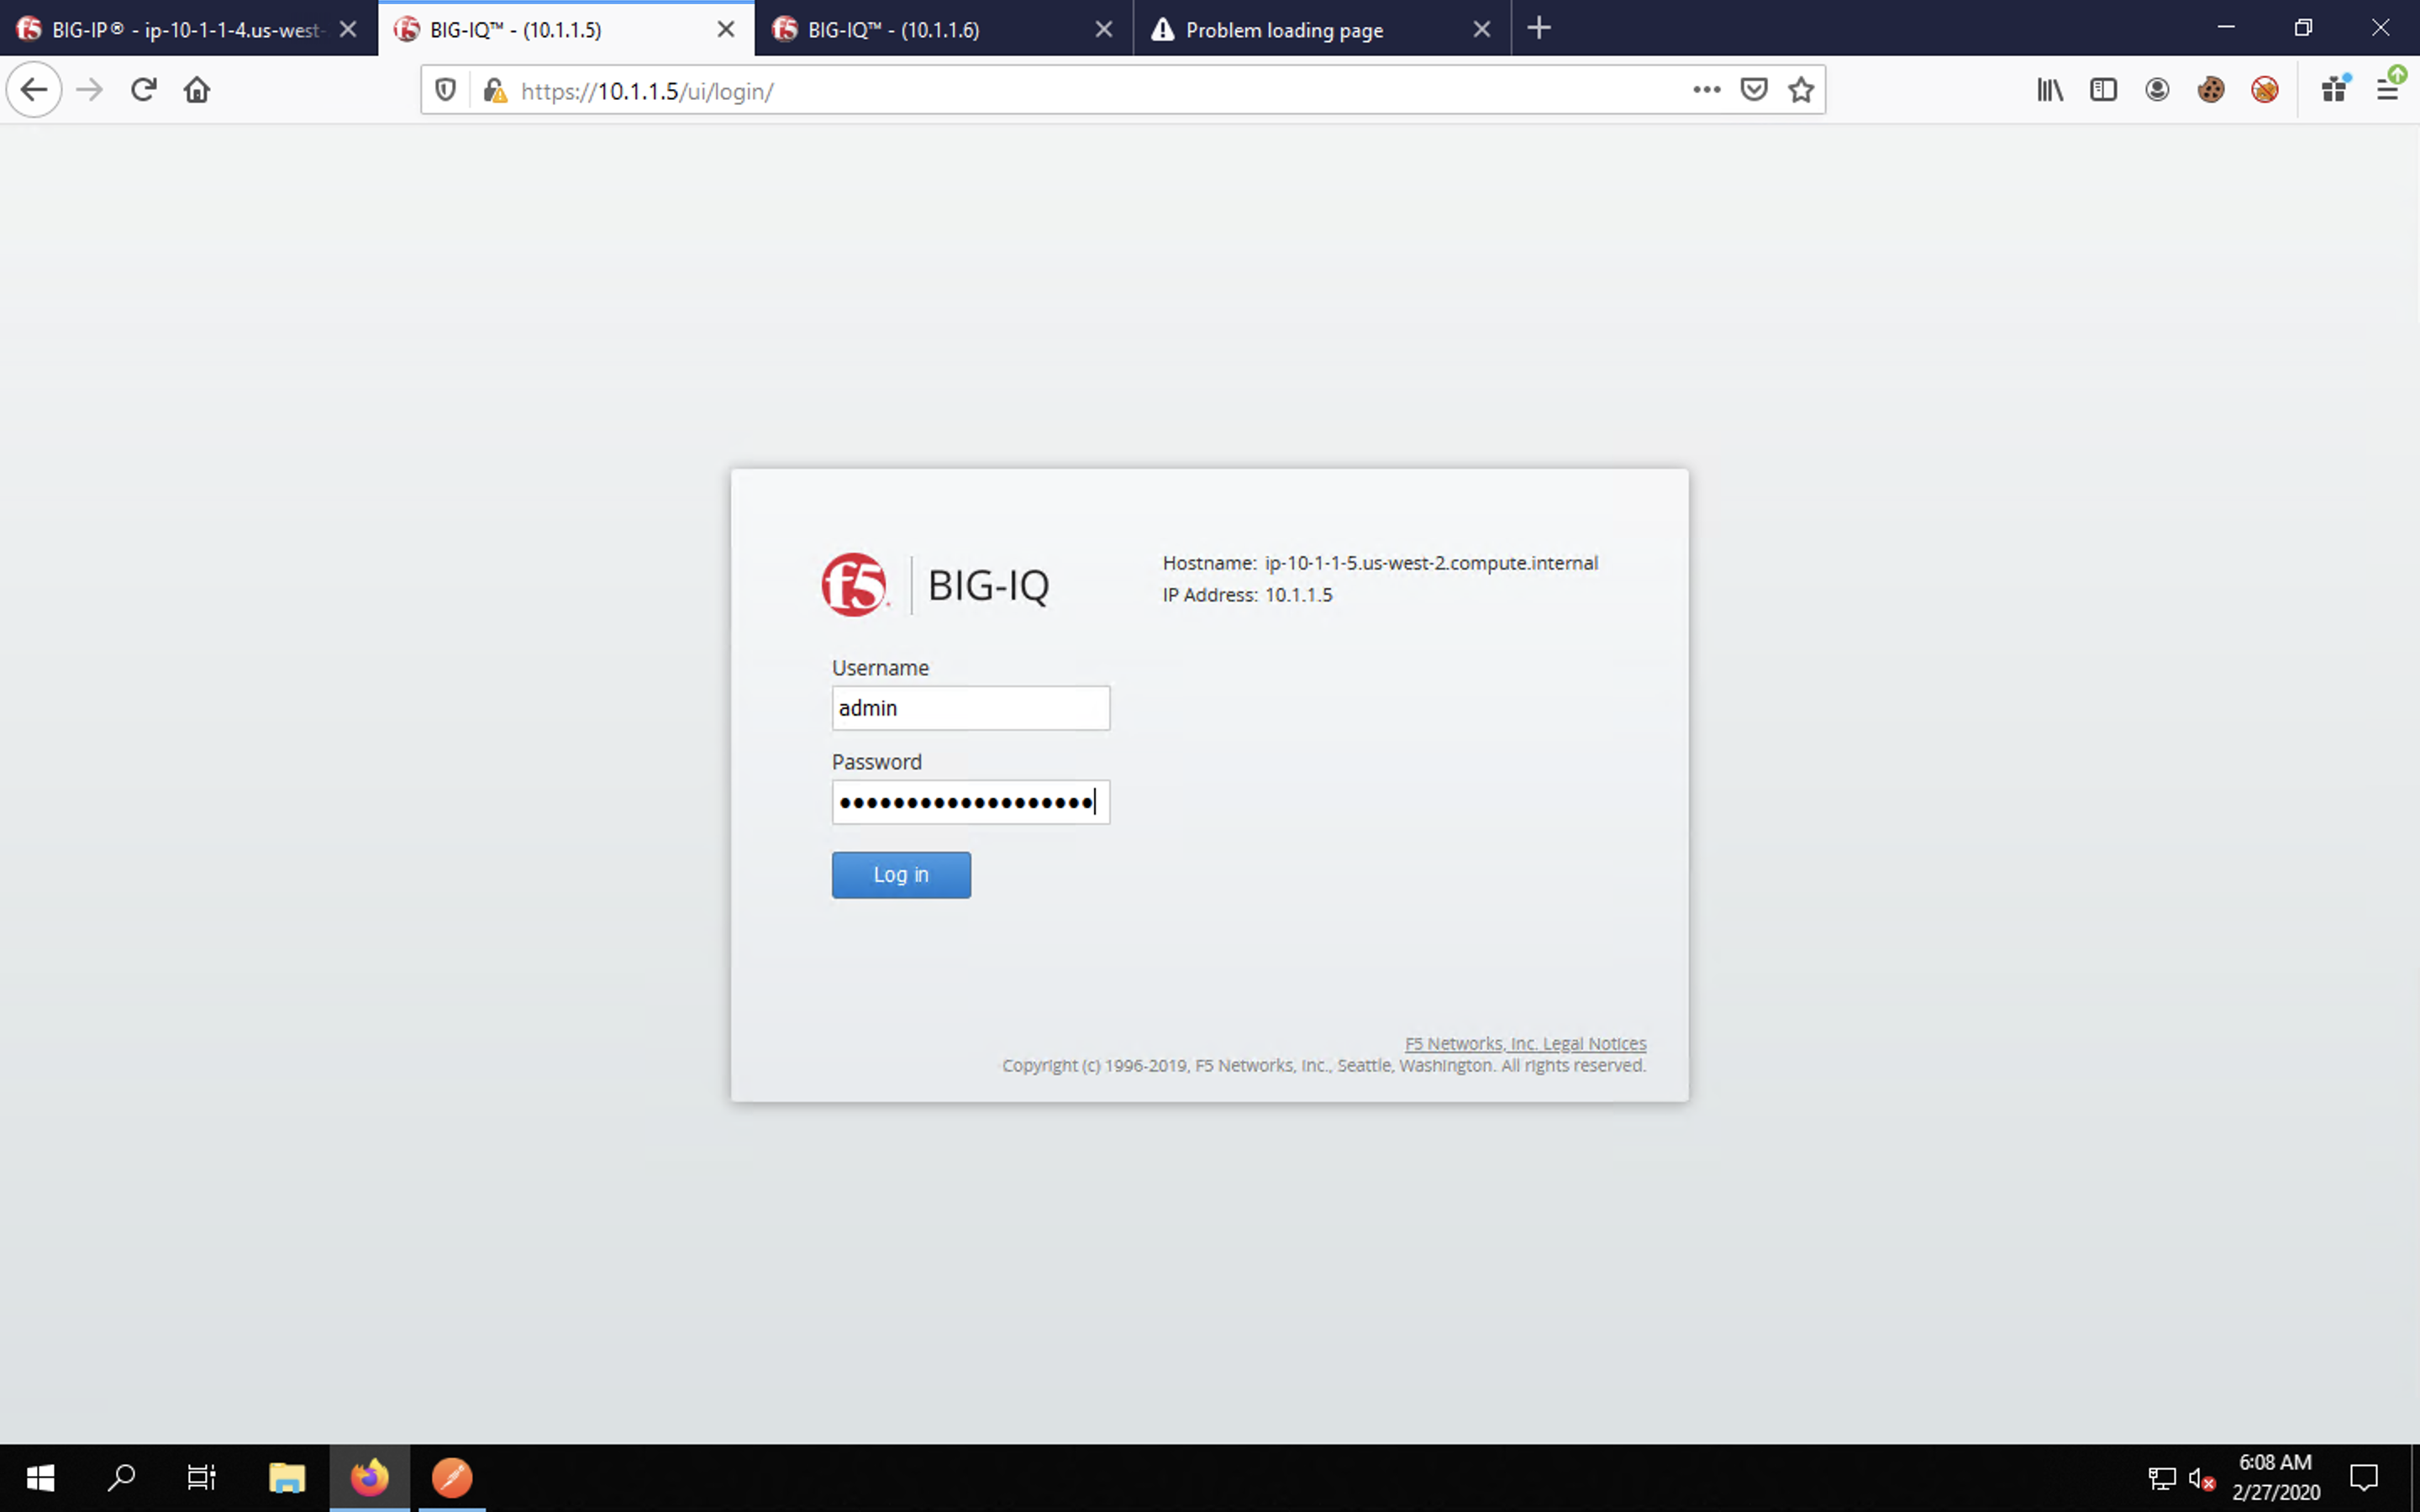 BIG-IP® - ip-10-1-1-4.us-west-
BIG-IQ™ - (10.1.1.5)
BIG-IQ™ - (10.1.1.6)
Problem loading page
https://10.1.1.5/ui/login/
f5
BIG-IQ
Hostname: ip-10-1-1-5.us-west-2.compute.internal
IP Address: 10.1.1.5
Username
admin
Password
Log in
F5 Networks, Inc. Legal Notices
Copyright (c) 1996-2019, F5 Networks, Inc., Seattle, Washington. All rights reserved.
6:08 AM
2/27/2020